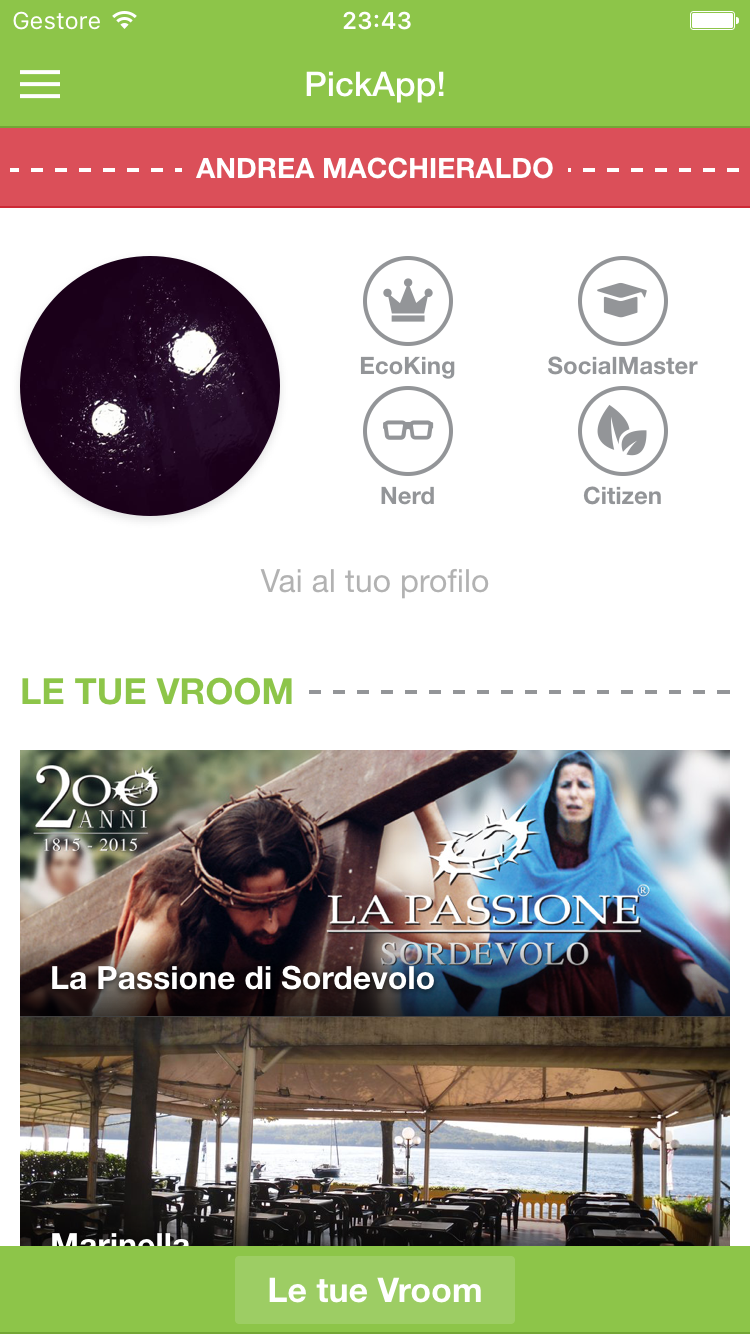 Gestore 23:43
PickApp!
ANDREA MACCHIERALDO
EcoKing
SocialMaster
Nerd
Citizen
Vai al tuo profilo
LE TUE VROOM
200
ANNI
1815 - 2015
LA PASSIONE®
SORDEVOLO
La Passione di Sordevolo
Marinella
Le tue Vroom